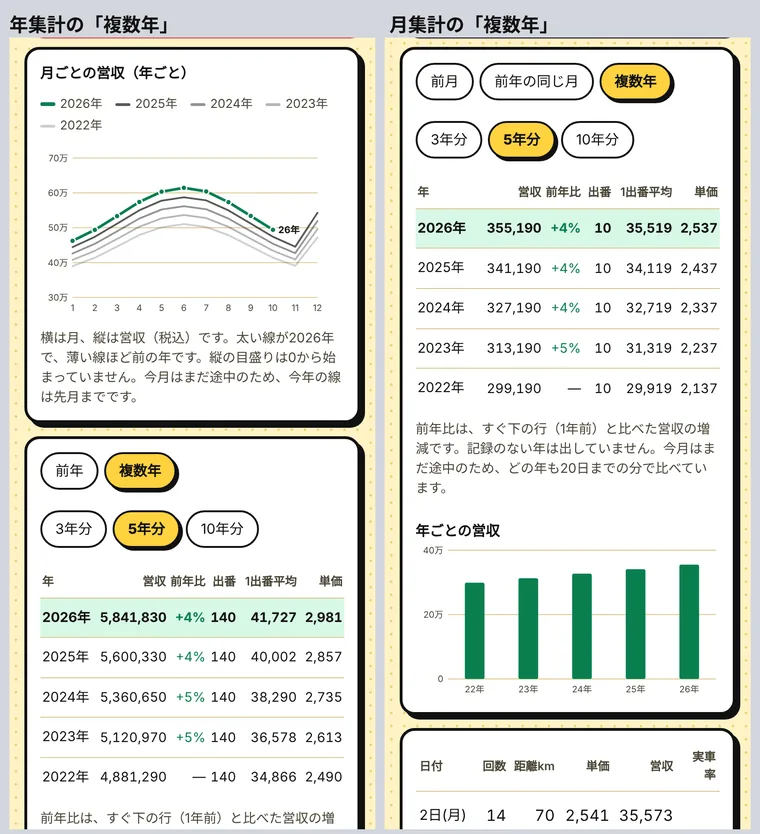 年集計の「複数年」
月ごとの営収（年ごと）
2026年 2025年 2024年 2023年
2022年
70万
60万
50万
40万
30万
26年
1 2 3 4 5 6 7 8 9 10 11 12
横は月、縦は営収（税込）です。太い線が2026年
で、薄い線ほど前の年です。縦の目盛りは0から始
まっていません。今月はまだ途中のため、今年の線
は先月までです。
前年 複数年
3年分 5年分 10年分
年 営収 前年比 出番 1出番平均 単価
2026年 5,841,830 +4% 140 41,727 2,981
2025年 5,600,330 +4% 140 40,002 2,857
2024年 5,360,650 +5% 140 38,290 2,735
2023年 5,120,970 +5% 140 36,578 2,613
2022年 4,881,290 — 140 34,866 2,490
前年比は、すぐ下の行（1年前）と比べた営収の増
月集計の「複数年」
前月 前年の同じ月 複数年
3年分 5年分 10年分
年 営収 前年比 出番 1出番平均 単価
2026年 355,190 +4% 10 35,519 2,537
2025年 341,190 +4% 10 34,119 2,437
2024年 327,190 +4% 10 32,719 2,337
2023年 313,190 +5% 10 31,319 2,237
2022年 299,190 — 10 29,919 2,137
前年比は、すぐ下の行（1年前）と比べた営収の増
減です。記録のない年は出していません。今月はま
だ途中のため、どの年も20日までの分で比べてい
ます。
年ごとの営収
40万
20万
0
22年 23年 24年 25年 26年
日付 回数 距離km 単価 営収 実車
率
2日(月) 14 70 2,541 35,573